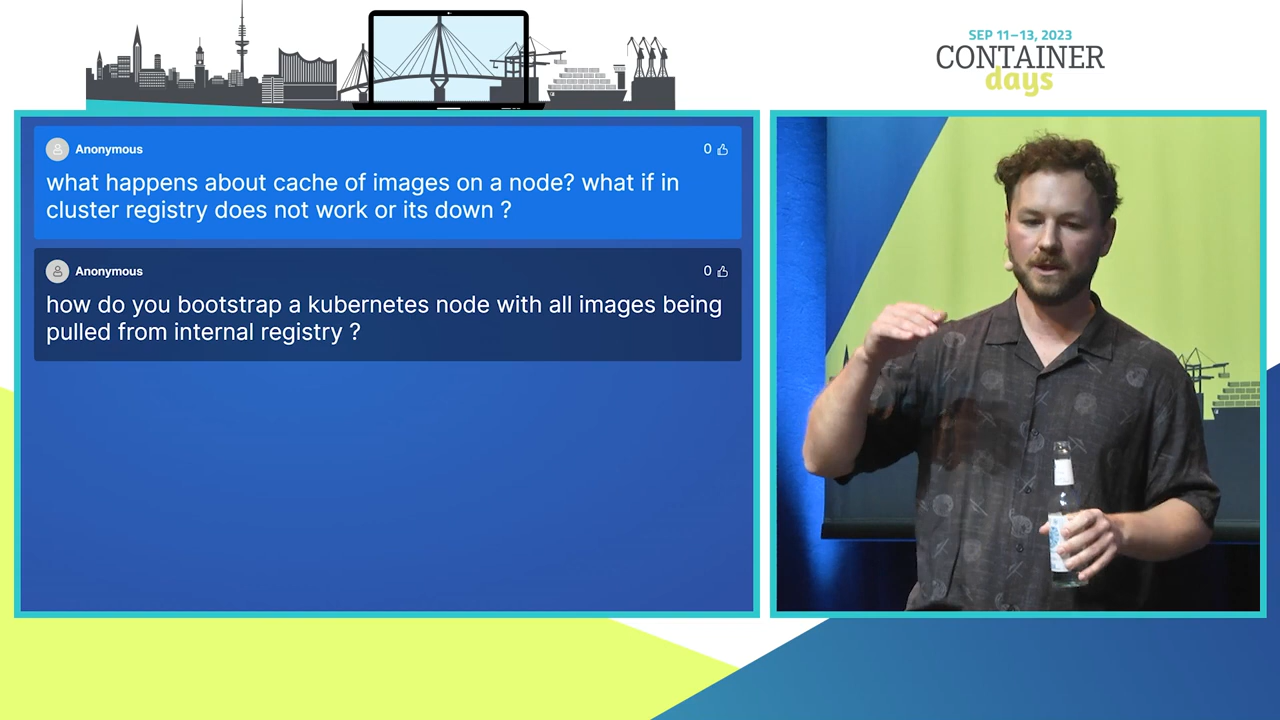 SEP 11–13, 2023
CONTAINER
days
Anonymous
0
what happens about cache of images on a node? what if in
cluster registry does not work or its down ?
Anonymous
0
how do you bootstrap a kubernetes node with all images being
pulled from internal registry ?